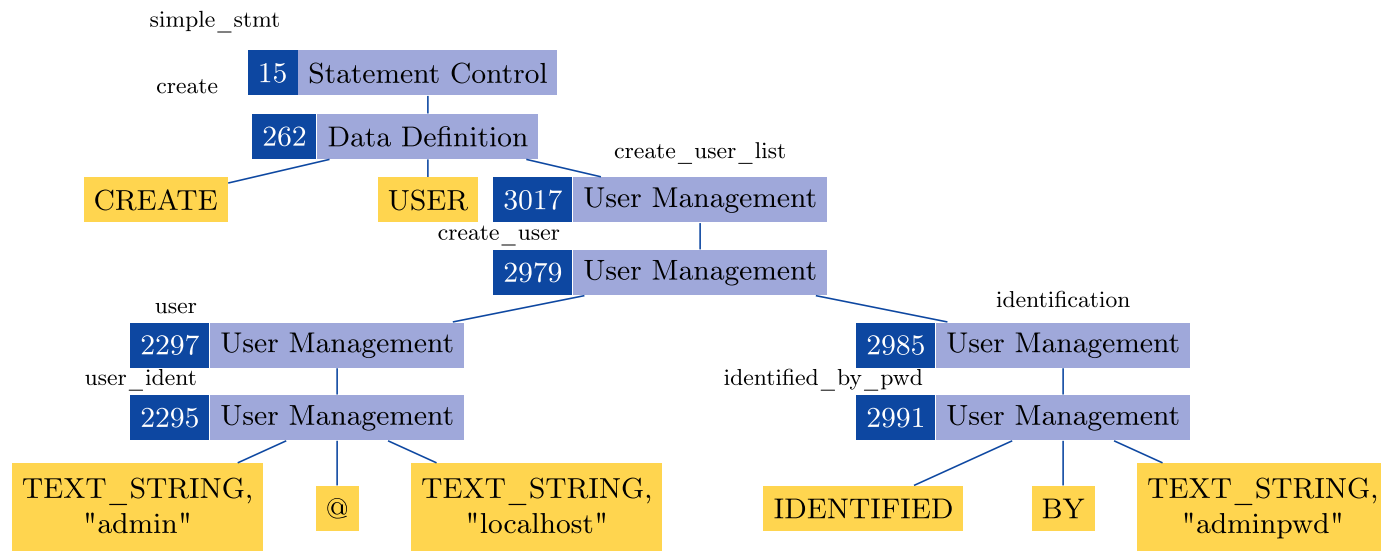 simple_stmt
15 Statement Control
create
262 Data Definition
create_user_list
CREATE USER 3017 User Management
create_user
2979 User Management
user
identification
2297 User Management 2985 User Management
user_ident identified_by_pwd
2295 User Management 2991 User Management
TEXT_STRING,
"admin"
@
TEXT_STRING,
"localhost"
IDENTIFIED
BY
TEXT_STRING,
"adminpwd"